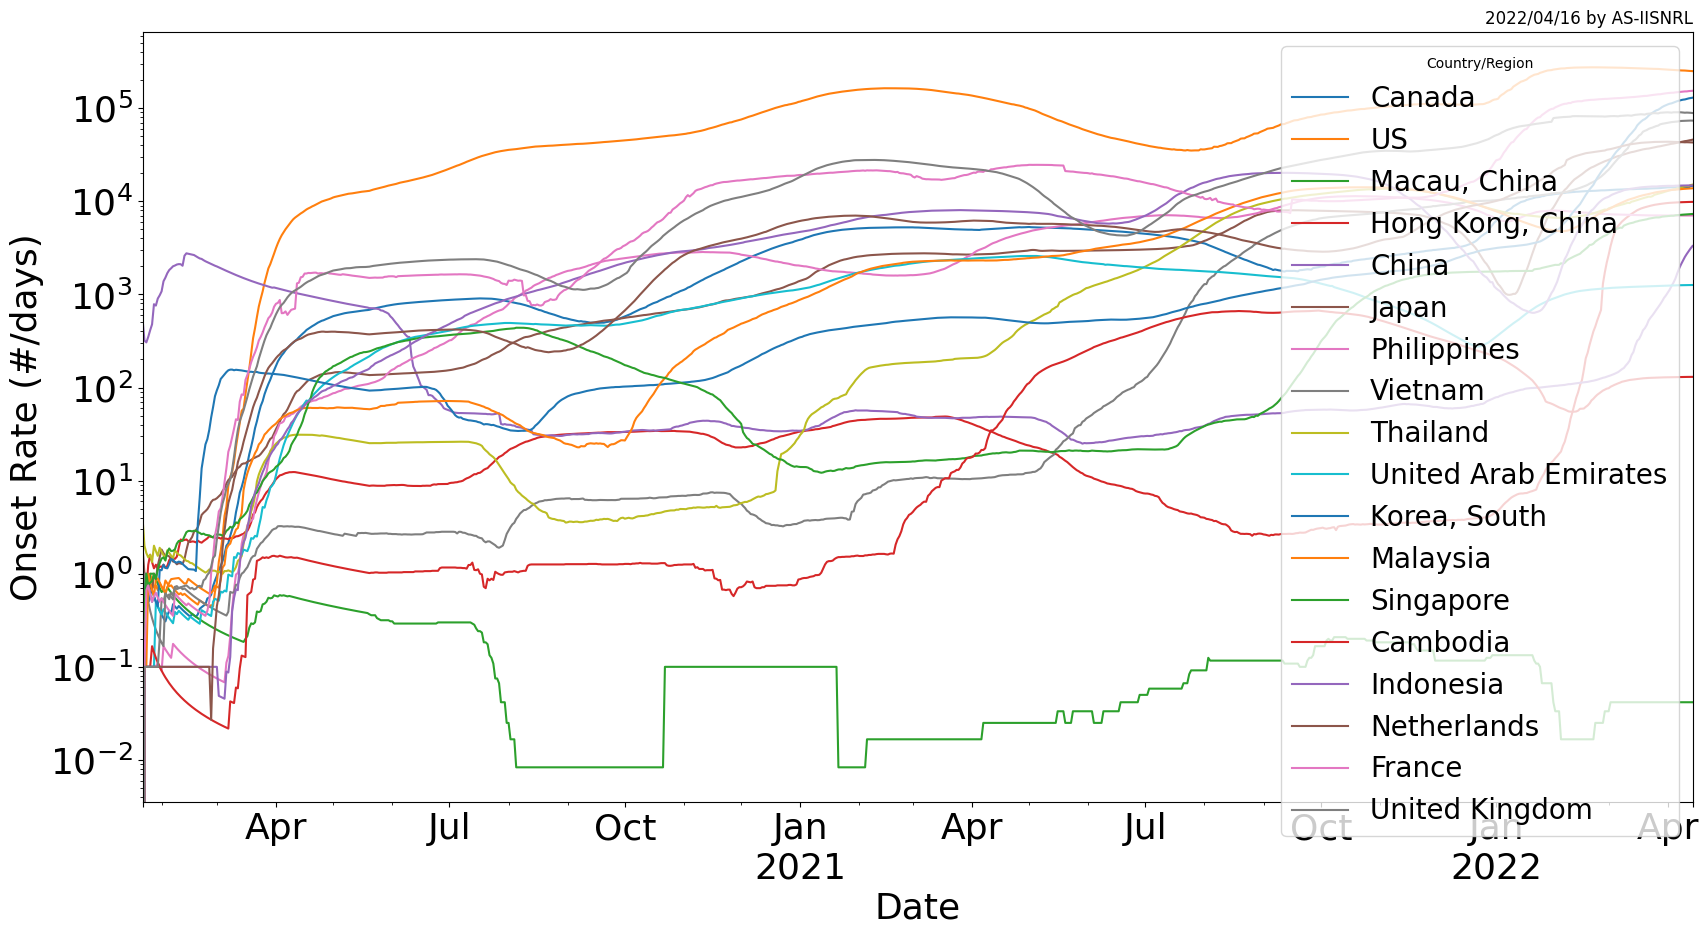 2022/04/16 by AS-IISNRL
Onset Rate (#/days)
10^5
10^4
10^3
10^2
10^1
10^0
10^−1
10^−2
Country/Region
Canada
US
Macau, China
Hong Kong, China
China
Japan
Philippines
Vietnam
Thailand
United Arab Emirates
Korea, South
Malaysia
Singapore
Cambodia
Indonesia
Netherlands
France
United Kingdom
Apr Jul Oct Jan Apr Jul Oct Jan Apr
2021 2022
Date